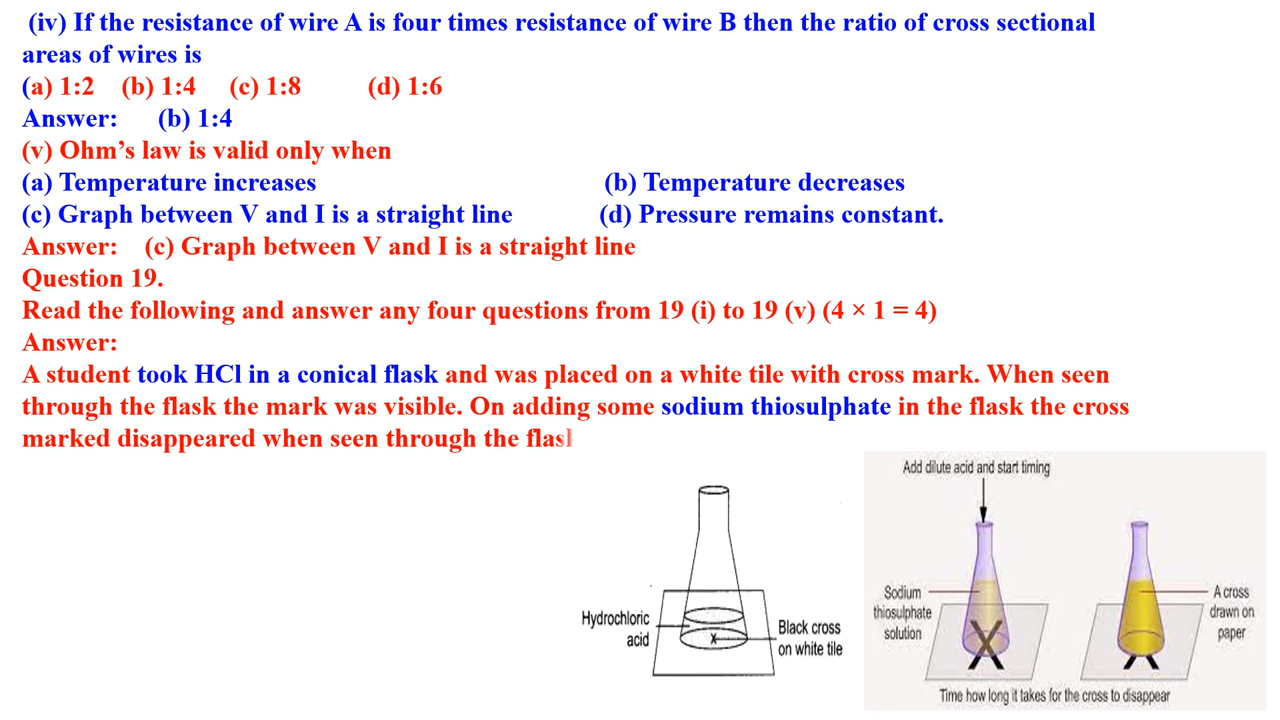 (iv) If the resistance of wire A is four times resistance of wire B then the ratio of cross sectional
areas of wires is
(a) 1:2 (b) 1:4 (c) 1:8 (d) 1:6
Answer: (b) 1:4
(v) Ohm’s law is valid only when
(a) Temperature increases (b) Temperature decreases
(c) Graph between V and I is a straight line (d) Pressure remains constant.
Answer: (c) Graph between V and I is a straight line
Question 19.
Read the following and answer any four questions from 19 (i) to 19 (v) (4 × 1 = 4)
Answer:
A student took HCl in a conical flask and was placed on a white tile with cross mark. When seen
through the flask the mark was visible. On adding some sodium thiosulphate in the flask the cross
marked disappeared when seen through the
Hydrochloric
acid
X
Black cross
on white tile
Add dilute acid and start timing
Sodium
thiosulphate
solution
A cross
drawn on
paper
Time how long it takes for the cross to disappear